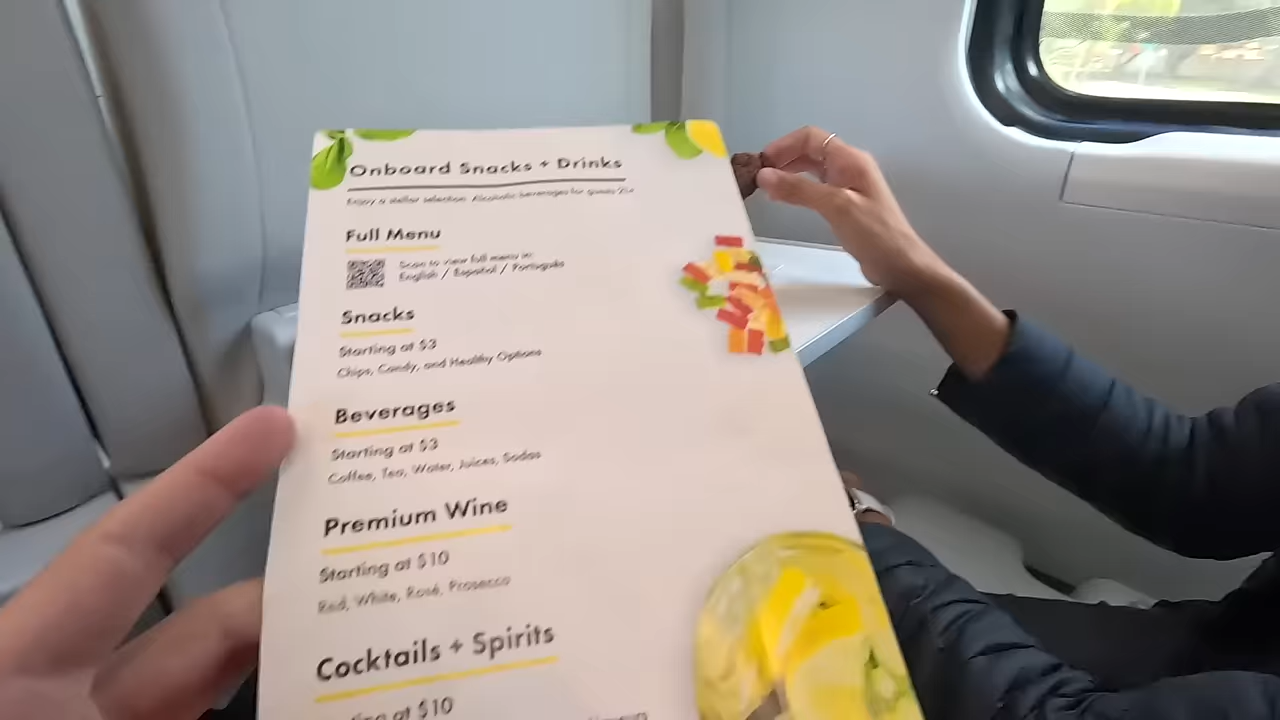 Onboard Snacks + Drinks
Enjoy a stellar selection. Alcoholic beverages for guests 21+
Full Menu
Scan to view full menu in:
English / Español / Português
Snacks
Starting at $3
Chips, Candy, and Healthy Options
Beverages
Starting at $3
Coffee, Tea, Water, Juices, Sodas
Premium Wine
Starting at $10
Red, White, Rosé, Prosecco
Cocktails + Spirits
at $10